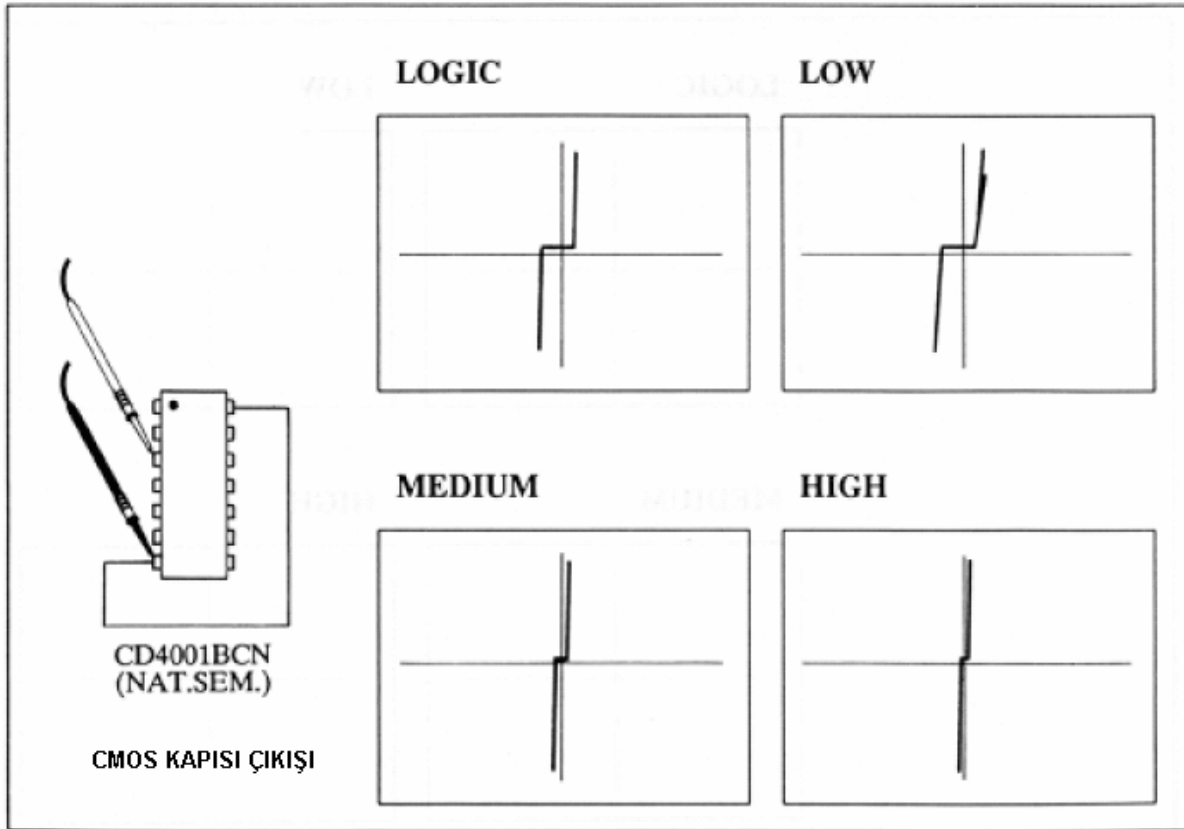 LOGIC
LOW
MEDIUM
HIGH
CD4001BCN
(NAT.SEM.)
CMOS KAPISI ÇIKIŞI